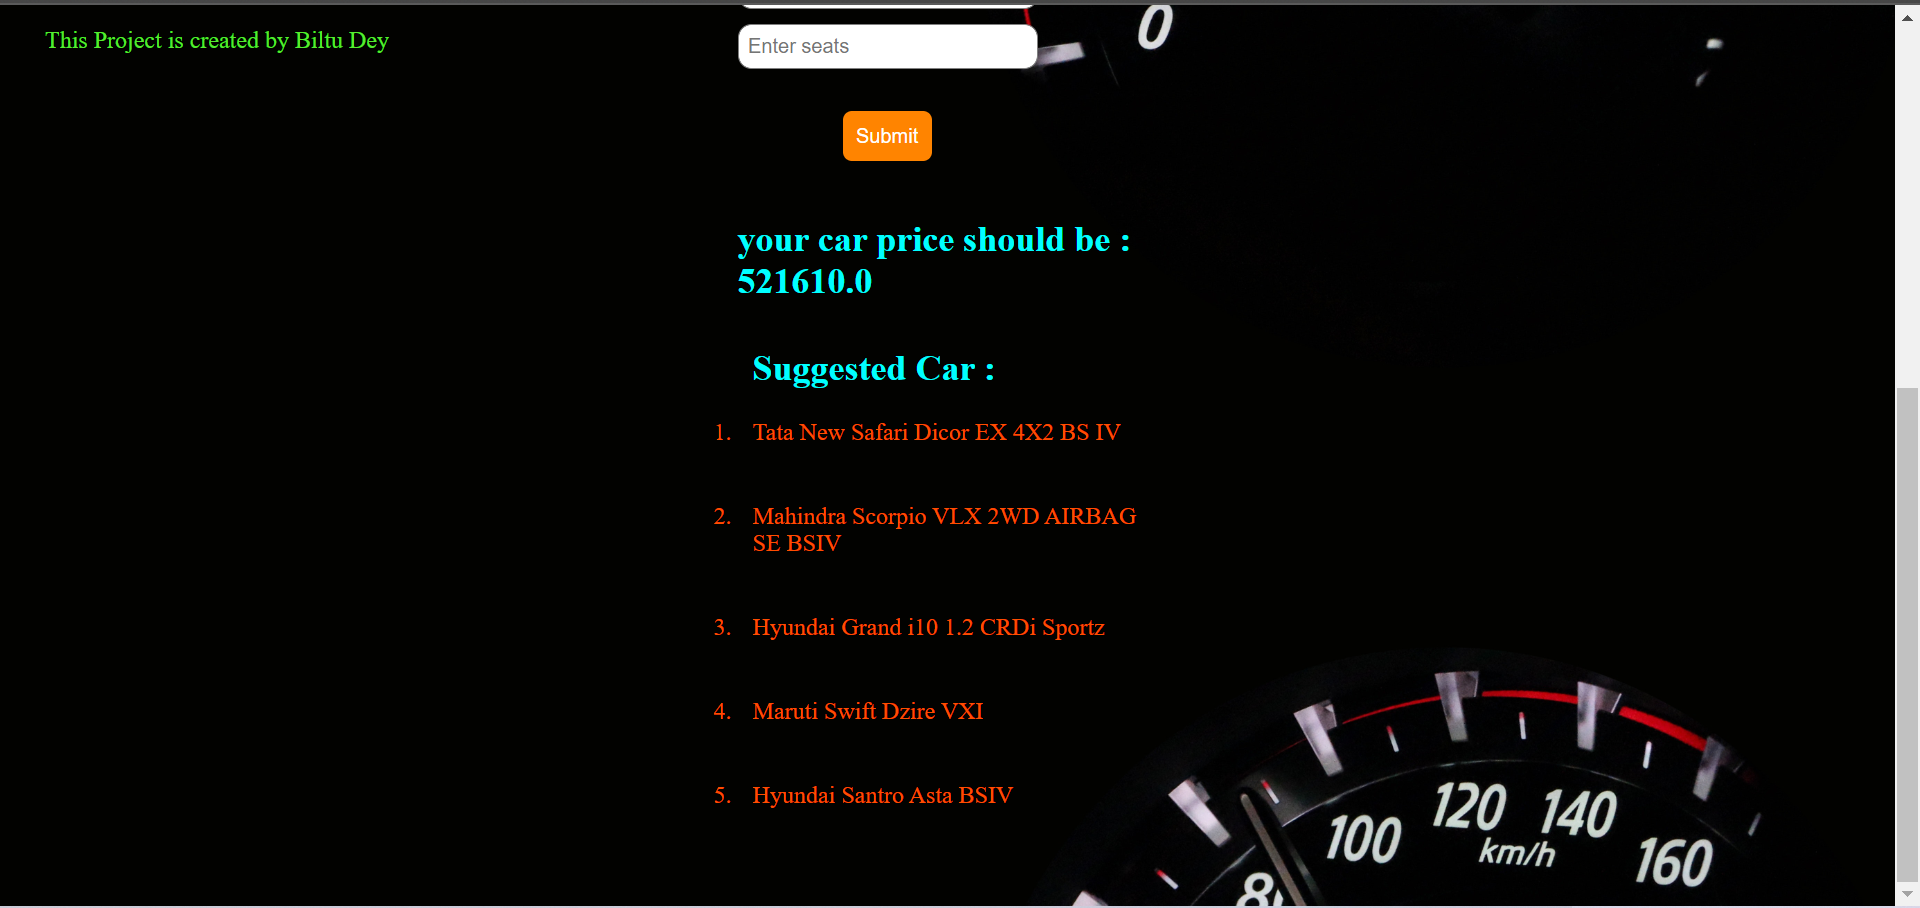 This Project is created by Biltu Dey
0
Enter seats
Submit
your car price should be :
521610.0
Suggested Car :
1. Tata New Safari Dicor EX 4X2 BS IV
2. Mahindra Scorpio VLX 2WD AIRBAG
SE BSIV
3. Hyundai Grand i10 1.2 CRDi Sportz
4. Maruti Swift Dzire VXI
5. Hyundai Santro Asta BSIV
100
120
140
160
km/h